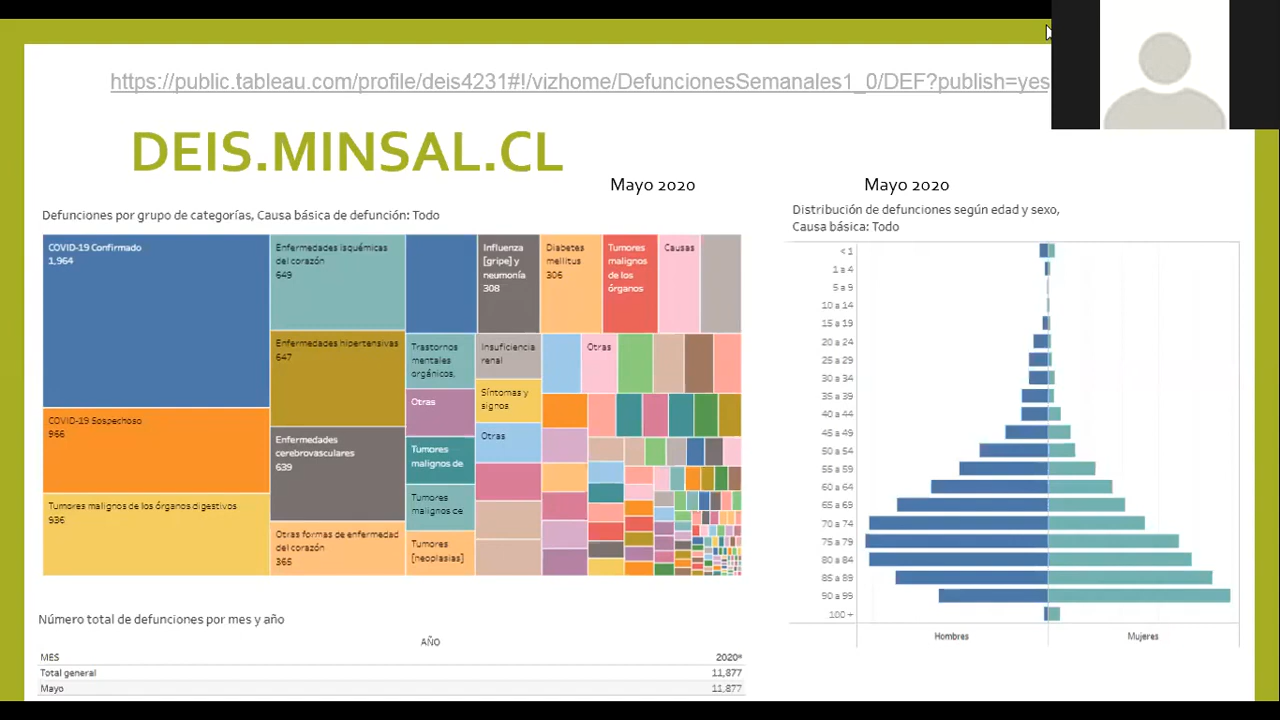 https://public.tableau.com/profile/deis4231#!/vizhome/DefuncionesSemanales1_0/DEF?publish=yes
DEIS.MINSAL.CL
Mayo 2020
Mayo 2020
Defunciones por grupo de categorías, Causa básica de defunción: Todo
COVID-19 Confirmado
1,964
COVID-19 Sospechoso
966
Tumores malignos de los órganos digestivos
936
Enfermedades isquémicas
del corazón
649
Enfermedades hipertensivas
647
Enfermedades
cerebrovasculares
639
Otras formas de enfermedad
del corazón
365
Trastornos
mentales
orgánicos,
Otras
Tumores
malignos de
Tumores
malignos de
Tumores
[neoplasias]
Influenza
[gripe] y
neumonía
308
Insuficiencia
renal
Síntomas y
signos
Otras
Diabetes
mellitus
306
Tumores
malignos
de los
órganos
Causas
Otras
Distribución de defunciones según edad y sexo,
Causa básica: Todo
< 1
1 a 4
5 a 9
10 a 14
15 a 19
20 a 24
25 a 29
30 a 34
35 a 39
40 a 44
45 a 49
50 a 54
55 a 59
60 a 64
65 a 69
70 a 74
75 a 79
80 a 84
85 a 89
90 a 99
100 +
Hombres
Mujeres
Número total de defunciones por mes y año
AÑO
MES
2020*
Total general
11,877
Mayo
11,877